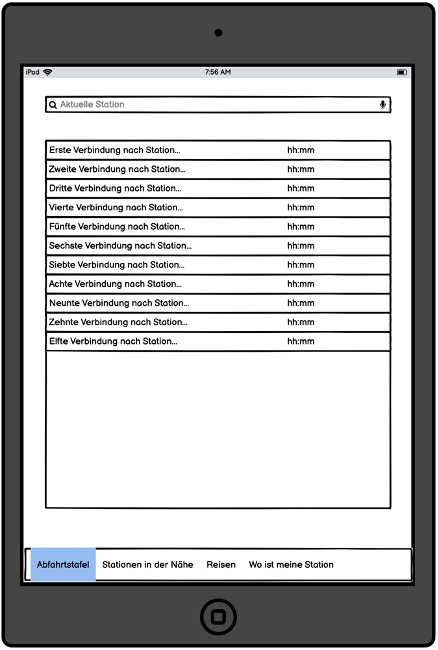 iPad 7:56 AM
Aktuelle Station
Erste Verbindung nach Station... hh:mm
Zweite Verbindung nach Station... hh:mm
Dritte Verbindung nach Station... hh:mm
Vierte Verbindung nach Station... hh:mm
Fünfte Verbindung nach Station... hh:mm
Sechste Verbindung nach Station... hh:mm
Siebte Verbindung nach Station... hh:mm
Achte Verbindung nach Station... hh:mm
Neunte Verbindung nach Station... hh:mm
Zehnte Verbindung nach Station... hh:mm
Elfte Verbindung nach Station... hh:mm
Abfahrtstafel Stationen in der Nähe Reisen Wo ist meine Station